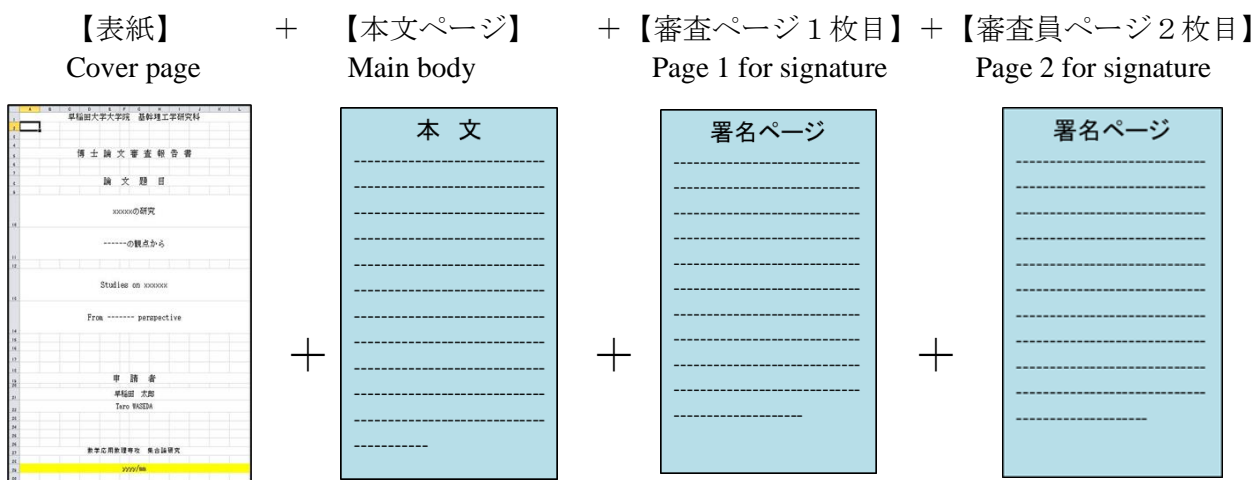 【表紙】 + 【本文ページ】 +【審査ページ１枚目】+【審査員ページ２枚目】
Cover page Main body Page 1 for signature Page 2 for signature
早稲田大学大学院 基幹理工学研究科
博士論文審査報告書
論文題目
xxxxxの研究
------の観点から
Studies on xxxxxx
From ------- perspective
申請者
早稲田 太郎
Taro WASEDA
数学応用数理専攻 集合論研究
yyyy/mm
+
本 文
+
署名ページ
+
署名ページ